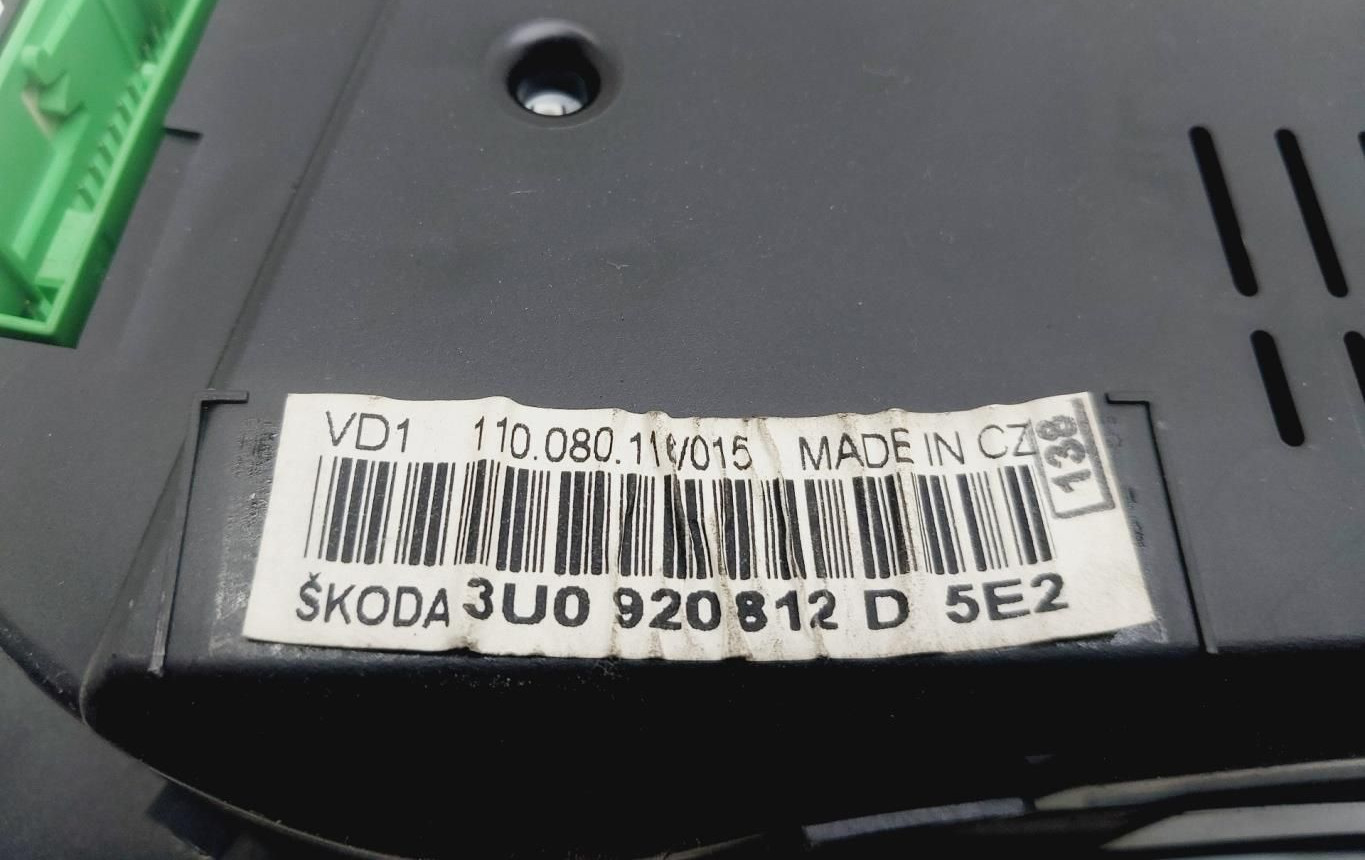 VD1 MADE IN CZ
138
ŠKODA 3U0 920 812 D 5E2